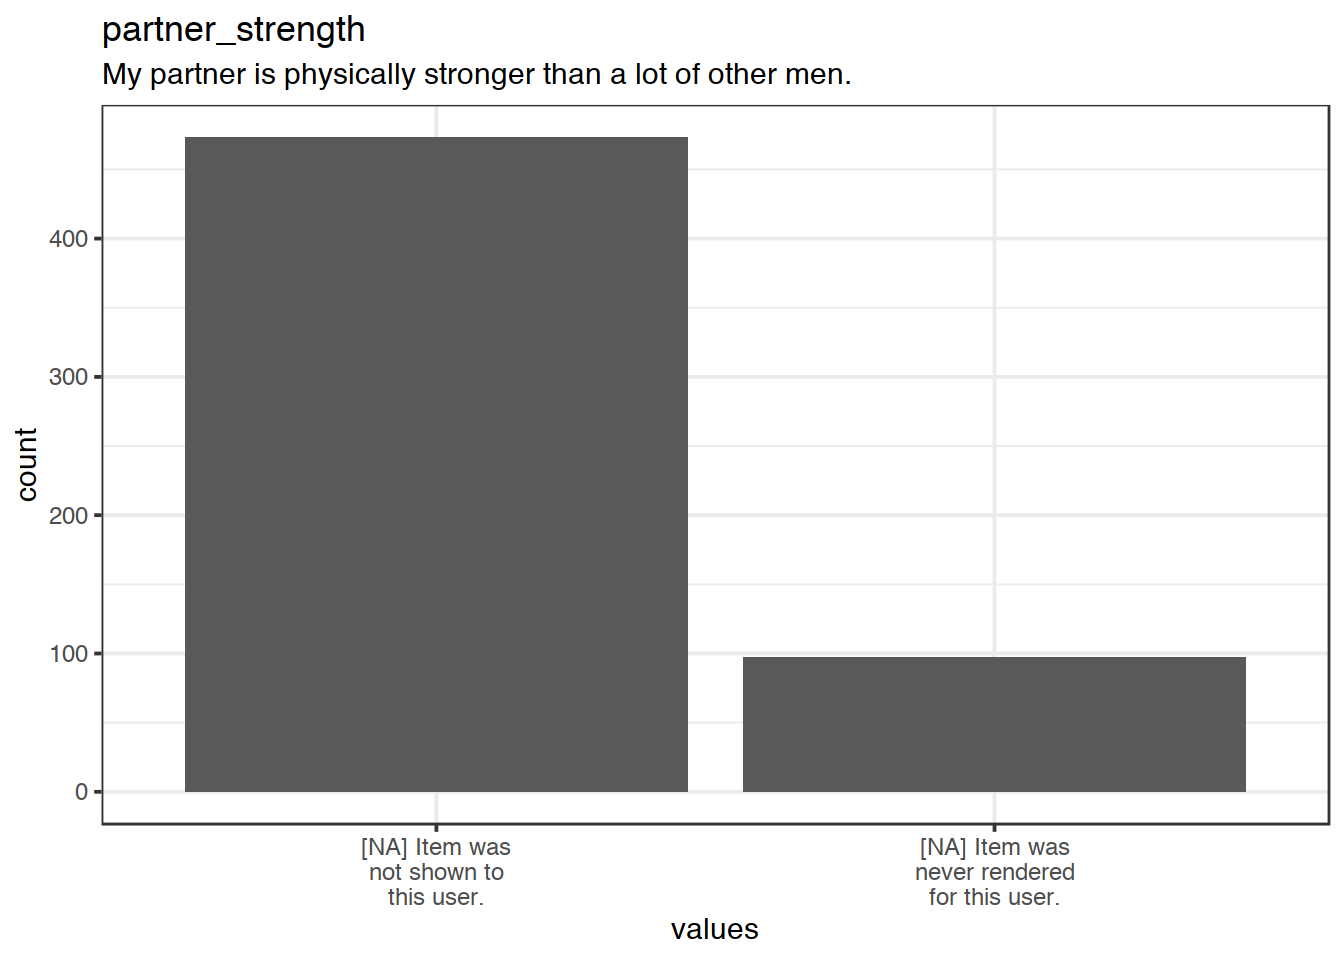 partner_strength
My partner is physically stronger than a lot of other men.
count
400
300
200
100
0
[NA] Item was
not shown to
this user.
[NA] Item was
never rendered
for this user.
values